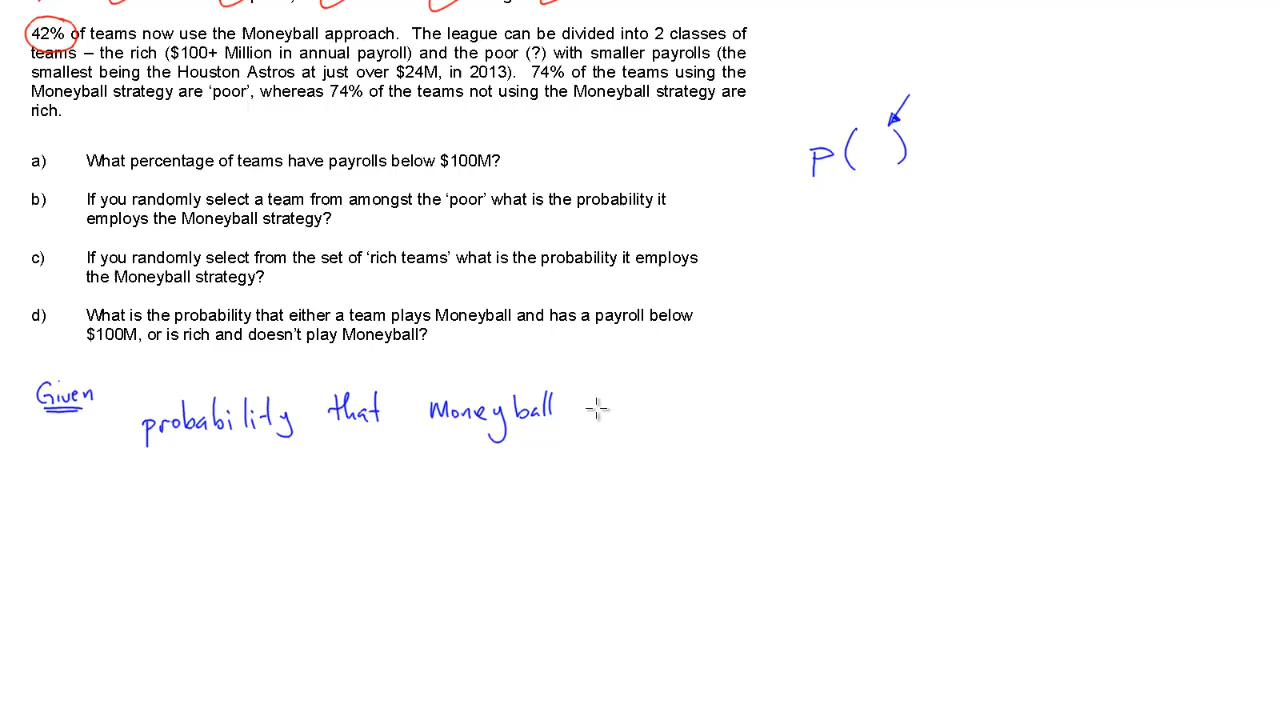 42% of teams now use the Moneyball approach. The league can be divided into 2 classes of
teams – the rich ($100+ Million in annual payroll) and the poor (?) with smaller payrolls (the
smallest being the Houston Astros at just over $24M, in 2013). 74% of the teams using the
Moneyball strategy are 'poor', whereas 74% of the teams not using the Moneyball strategy are
rich.
P( )
a) What percentage of teams have payrolls below $100M?
b) If you randomly select a team from amongst the 'poor' what is the probability it
employs the Moneyball strategy?
c) If you randomly select from the set of 'rich teams' what is the probability it employs
the Moneyball strategy?
d) What is the probability that either a team plays Moneyball and has a payroll below
$100M, or is rich and doesn't play Moneyball?
Given
probability that Moneyball